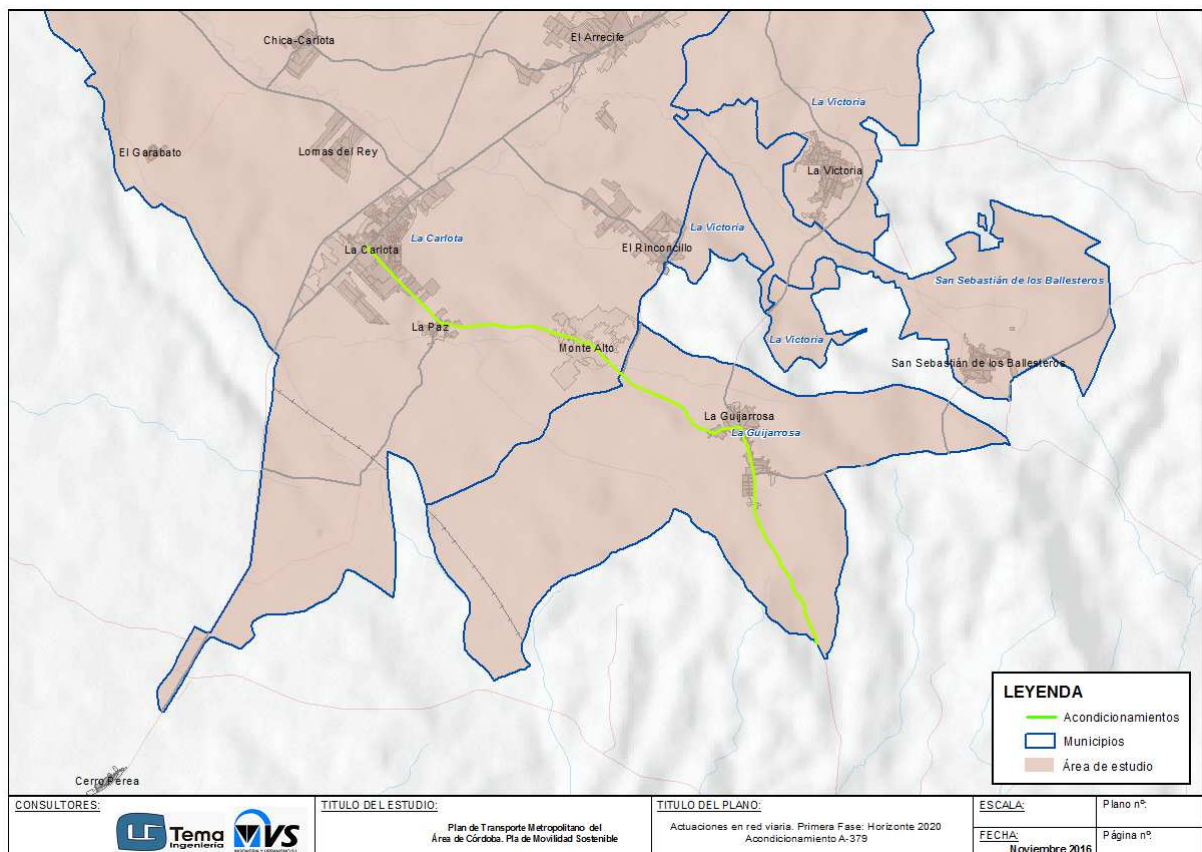 El Arrecife
Chica-Carlota
La Victoria
El Garabato
Lomas del Rey
La Victoria
La Victoria
La Carlota
La Carlota
El Rinconcillo
San Sebastián de los Ballesteros
La Paz
Monte Alto
La Victoria
San Sebastián de los Ballesteros
La Guijarrosa
La Guijarrosa
Cerro Perea
LEYENDA
Acondicionamientos
Municipios
Área de estudio
CONSULTORES:
Tema
Ingeniería
VS
TITULO DEL ESTUDIO:
Plan de Transporte Metropolitano del
Área de Córdoba. Pla de Movilidad Sostenible
TITULO DEL PLANO:
Actuaciones en red viaria. Primera Fase: Horizonte 2020
Acondicionamiento A-379
ESCALA:
Plano nº:
FECHA:
Noviembre 2016
Página nº: